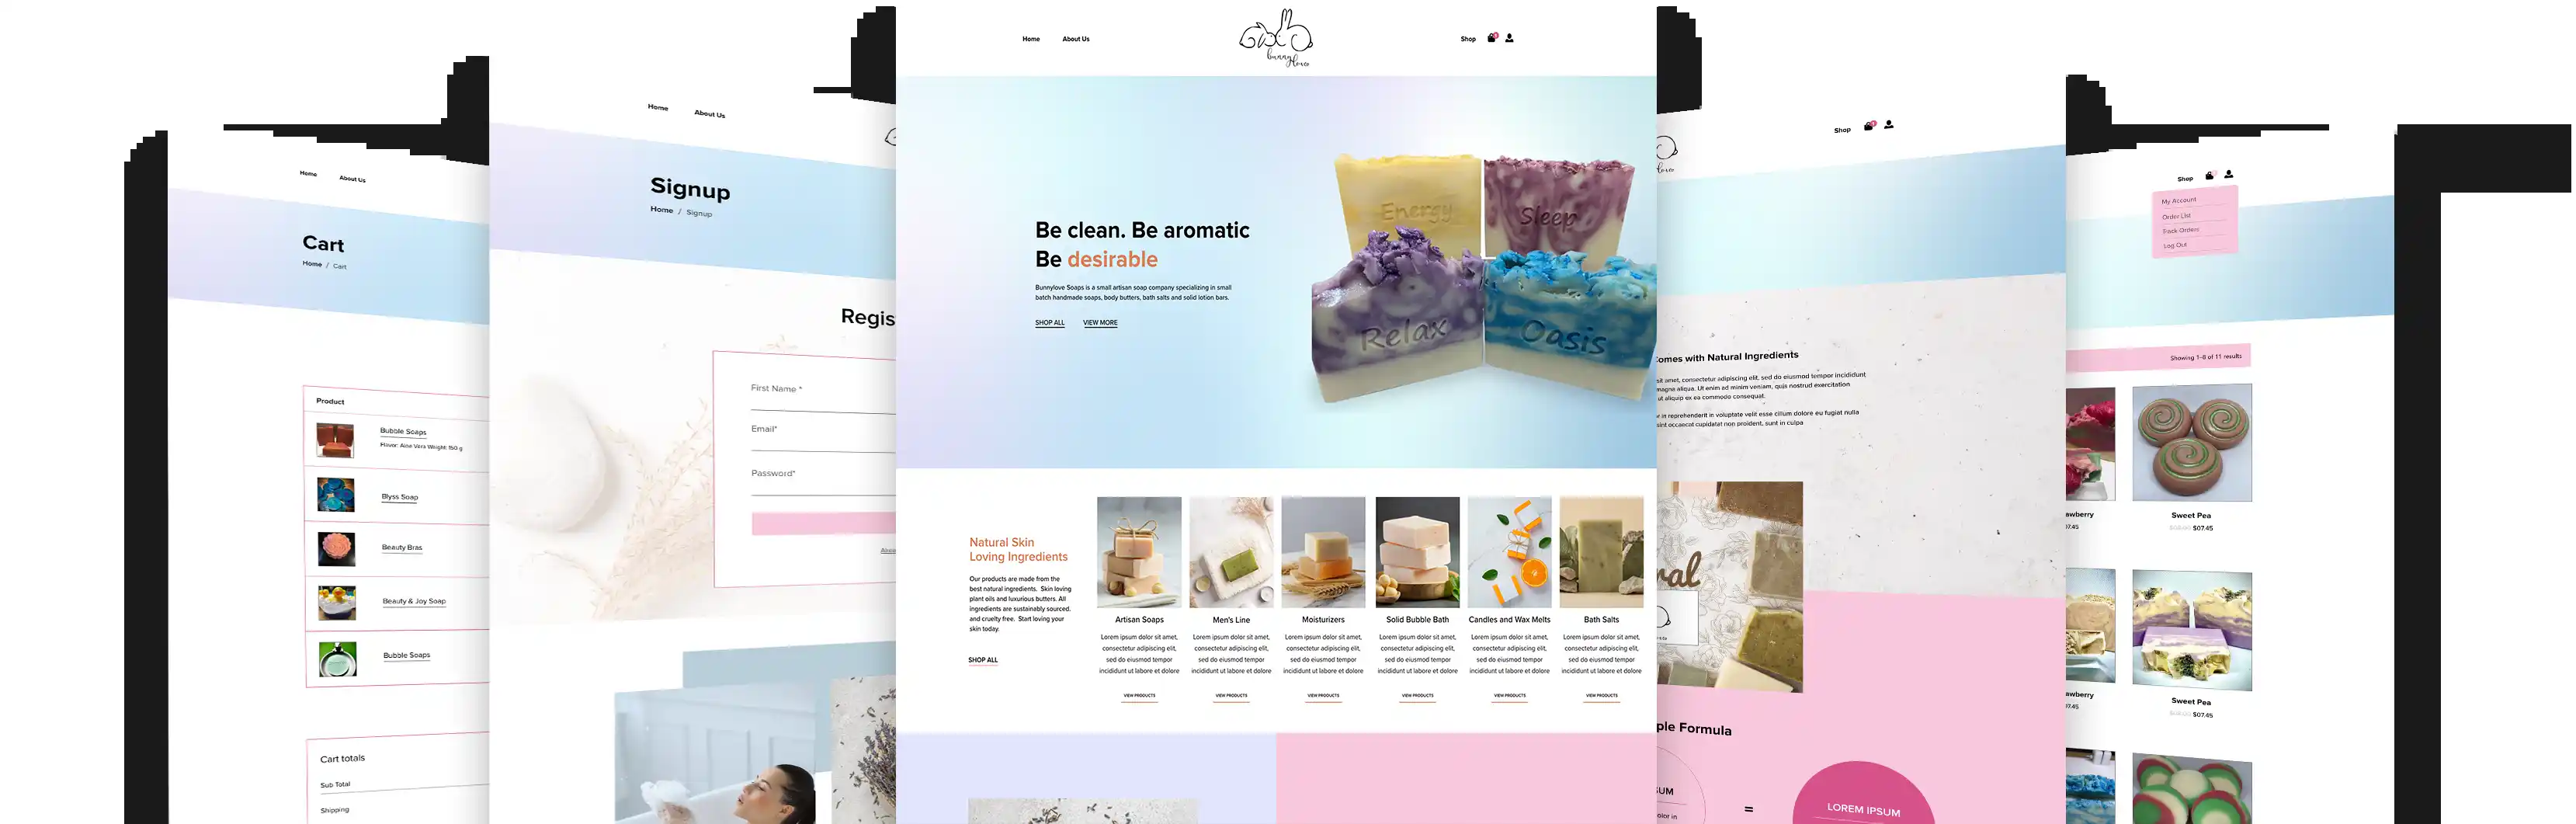 Home About Us
Cart
Home / Cart
Product
Bubble Soaps
Flavor: Aloe Vera Weight: 150 g
Blyss Soap
Beauty Bras
Beauty & Joy Soap
Bubble Soaps
Cart totals
Sub Total
Shipping
Home About Us
Signup
Home / Signup
Regis
First Name *
Email*
Password*
Home About Us
bunny love
Shop
Be clean. Be aromatic
Be desirable
Bunnylove Soaps is a small artisan soap company specializing in small
batch handmade soaps, body butters, bath salts and solid lotion bars.
SHOP ALL VIEW MORE
Energy Sleep
Relax Oasis
Natural Skin
Loving Ingredients
Our products are made from the
best natural ingredients. Skin loving
plant oils and luxurious butters. All
ingredients are sustainably sourced.
and cruelty free. Start loving your
skin today.
SHOP ALL
Artisan Soaps
Lorem ipsum dolor sit amet,
consectetur adipiscing elit,
sed do eiusmod tempor
incididunt ut labore et dolore
VIEW PRODUCTS
Men's Line
Lorem ipsum dolor sit amet,
consectetur adipiscing elit,
sed do eiusmod tempor
incididunt ut labore et dolore
VIEW PRODUCTS
Moisturizers
Lorem ipsum dolor sit amet,
consectetur adipiscing elit,
sed do eiusmod tempor
incididunt ut labore et dolore
VIEW PRODUCTS
Solid Bubble Bath
Lorem ipsum dolor sit amet,
consectetur adipiscing elit,
sed do eiusmod tempor
incididunt ut labore et dolore
VIEW PRODUCTS
Candles and Wax Melts
Lorem ipsum dolor sit amet,
consectetur adipiscing elit,
sed do eiusmod tempor
incididunt ut labore et dolore
VIEW PRODUCTS
Bath Salts
Lorem ipsum dolor sit amet,
consectetur adipiscing elit,
sed do eiusmod tempor
incididunt ut labore et dolore
VIEW PRODUCTS
Shop
omes with Natural Ingredients
sit amet, consectetur adipiscing elit, sed do eiusmod tempor incididunt
magna aliqua. Ut enim ad minim veniam, quis nostrud exercitation
ut aliquip ex ea commodo consequat.
r in reprehenderit in voluptate velit esse cillum dolore eu fugiat nulla
sint occaecat cupidatat non proident, sunt in culpa
ral
ple Formula
SUM
olor in
=
LOREM IPSUM
Shop
My Account
Order List
Track Orders
Log Out
Showing 1-8 of 11 results
awberry
07.45
Sweet Pea
$07.45
awberry
07.45
Sweet Pea
$07.45